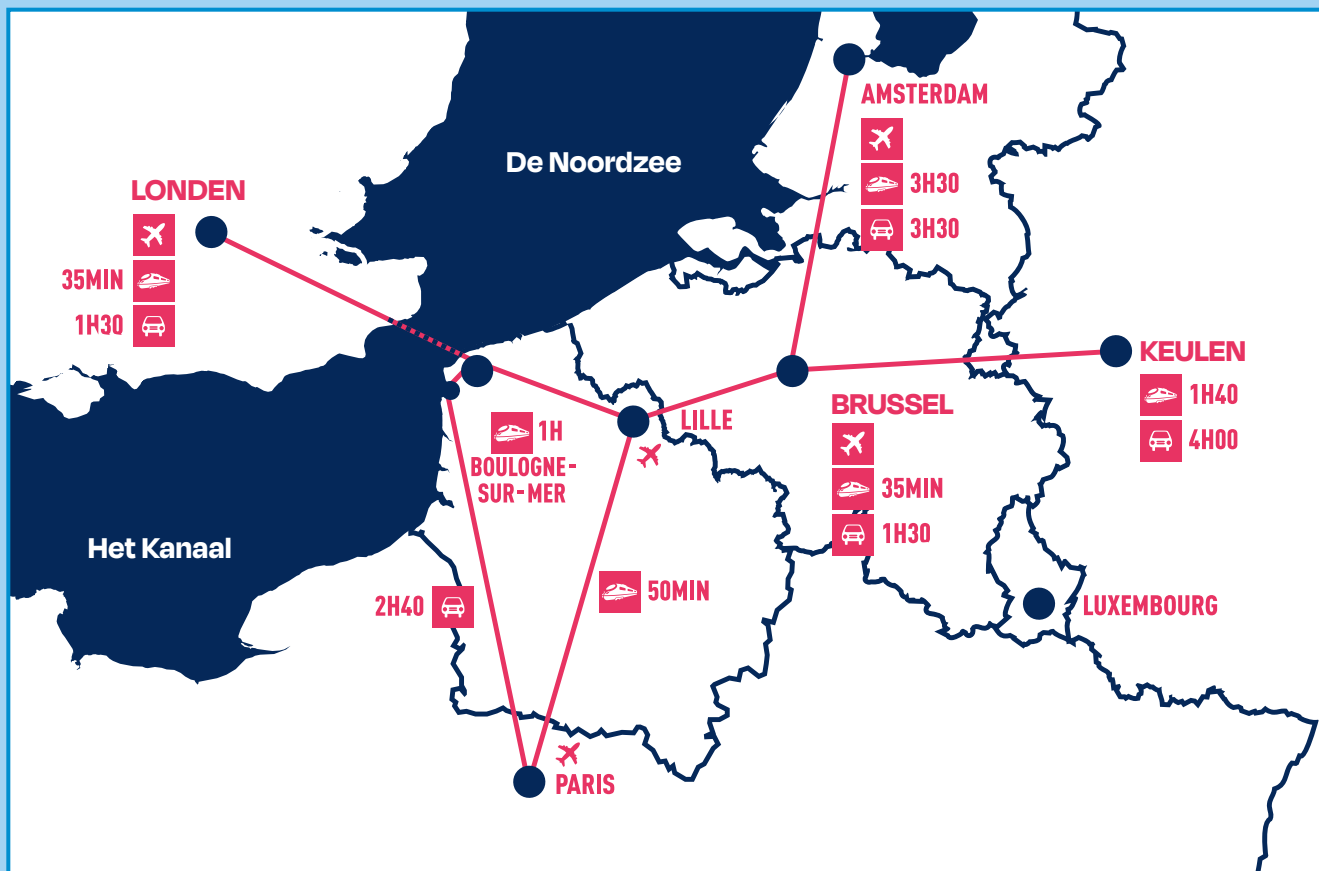 AMSTERDAM
3H30
3H30
De Noordzee
LONDEN
35MIN
1H30
KEULEN
1H40
4H00
BRUSSEL
35MIN
1H30
LILLE
1H
BOULOGNE-
SUR-MER
Het Kanaal
2H40
50MIN
LUXEMBOURG
PARIS